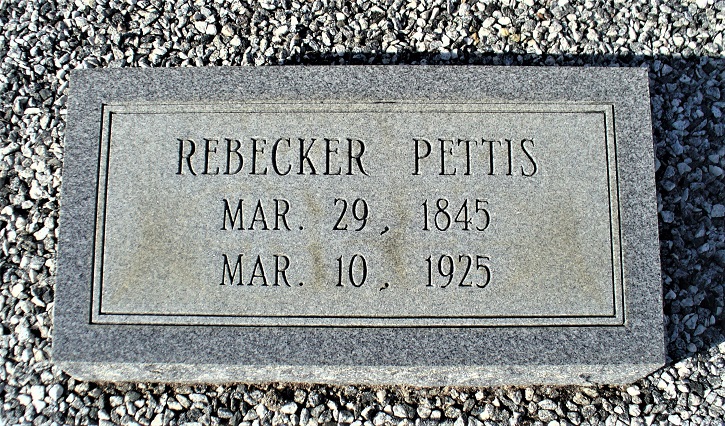 REBECKER PETTIS
MAR. 29, 1845
MAR. 10, 1925